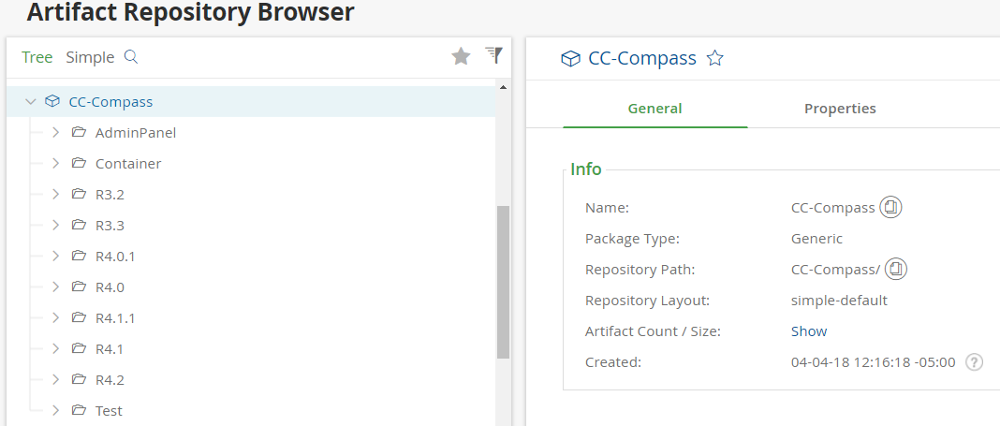 Artifact Repository Browser
Tree Simple
CC-Compass
AdminPanel
Container
R3.2
R3.3
R4.0.1
R4.0
R4.1.1
R4.1
R4.2
Test
CC-Compass
General Properties
Info
Name: CC-Compass
Package Type: Generic
Repository Path: CC-Compass/
Repository Layout: simple-default
Artifact Count / Size: Show
Created: 04-04-18 12:16:18 -05:00 ?